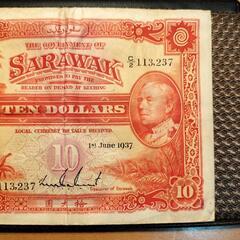 THE GOVERNMENT OF
SARAWAK
PROMISES TO PAY THE
BEARER ON DEMAND AT KUCHING
C/2 113,237
TEN DOLLARS
LOCAL CURRENCY FOR VALUE RECEIVED.
10
1st June 1937
113,237
Treasurer of Sarawak.
10